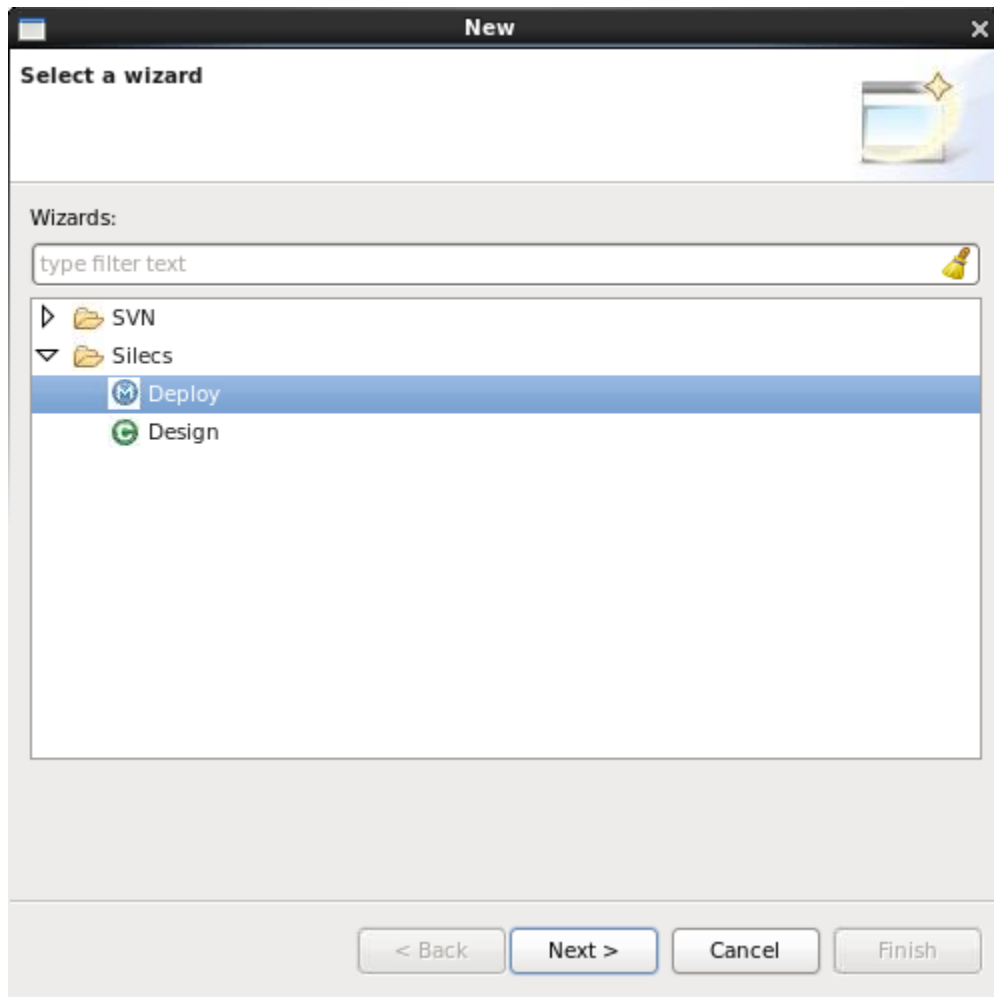 New
Select a wizard
Wizards:
type filter text
SVN
Silecs
Deploy
Design
< Back Next > Cancel Finish